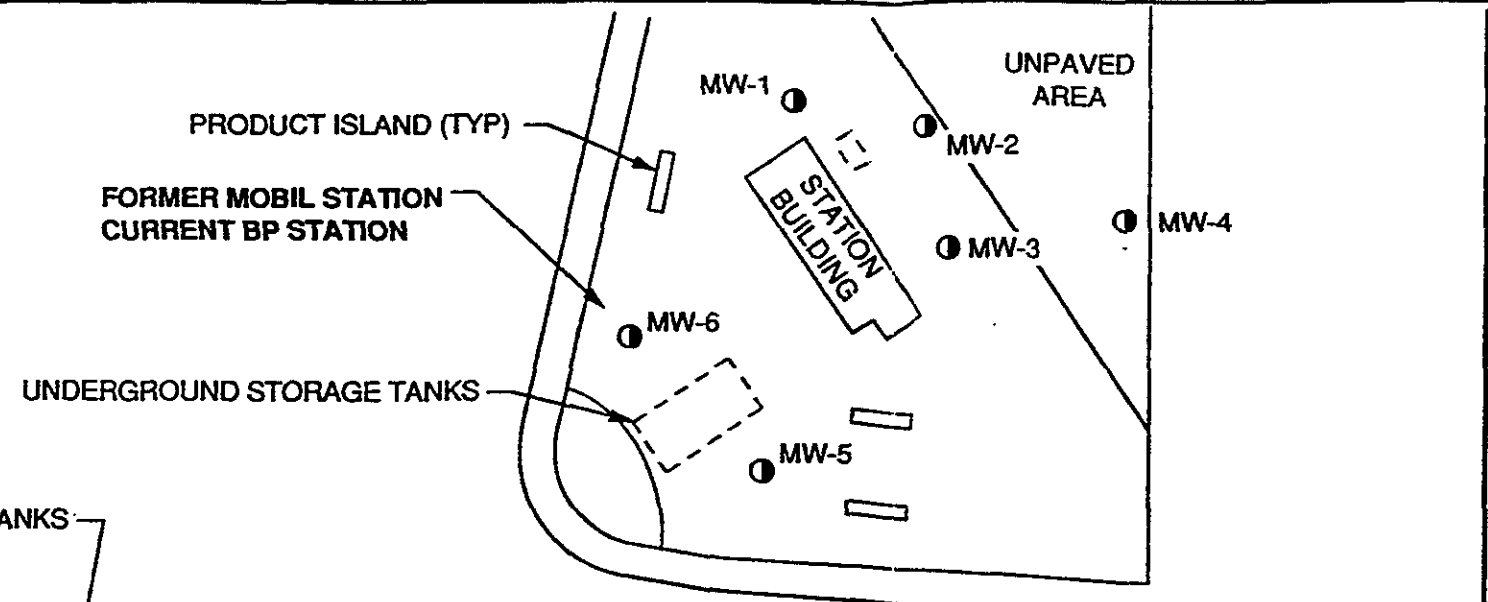 UNPAVED
AREA
MW-1
PRODUCT ISLAND (TYP)
MW-2
FORMER MOBIL STATION
CURRENT BP STATION
STATION
BUILDING
MW-4
MW-3
MW-6
UNDERGROUND STORAGE TANKS
MW-5
ANKS